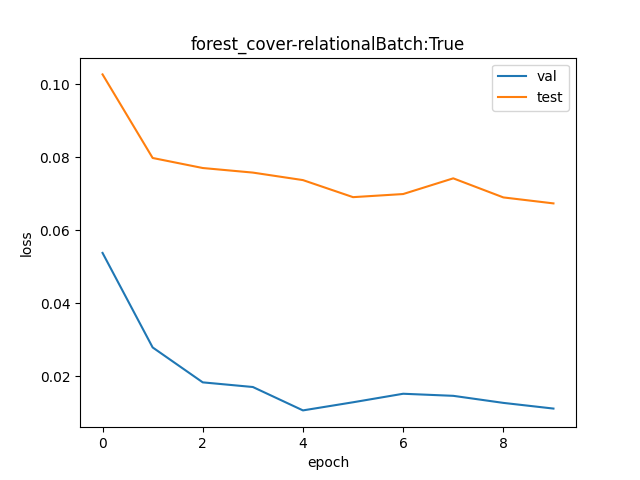 forest_cover-relationalBatch:True
val
test
0.10
0.08
0.06
0.04
0.02
loss
0 2 4 6 8
epoch